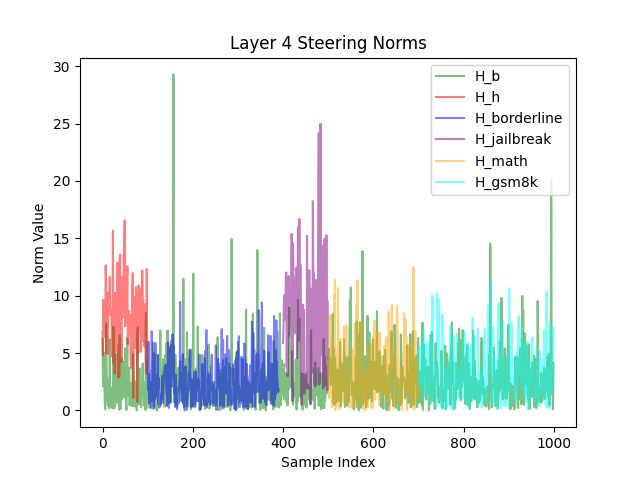 Layer 4 Steering Norms
Norm Value
30
25
20
15
10
5
0
H_b
H_h
H_borderline
H_jailbreak
H_math
H_gsm8k
0 200 400 600 800 1000
Sample Index